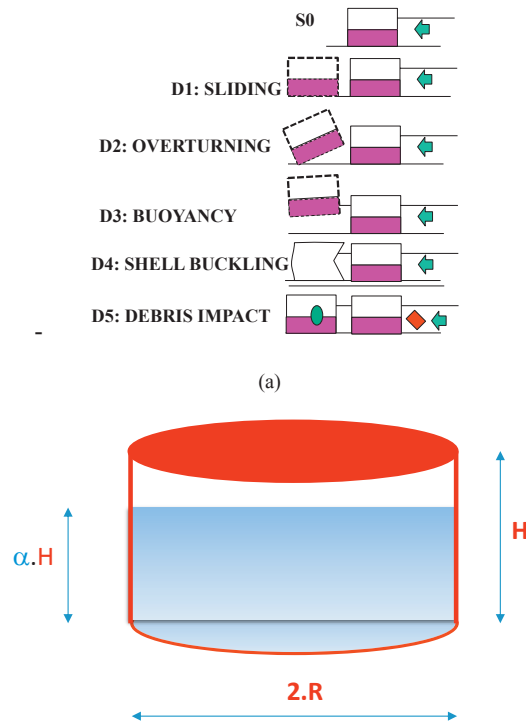 S0
D1: SLIDING
D2: OVERTURNING
D3: BUOYANCY
D4: SHELL BUCKLING
D5: DEBRIS IMPACT
-
(a)
H
α.H
2.R